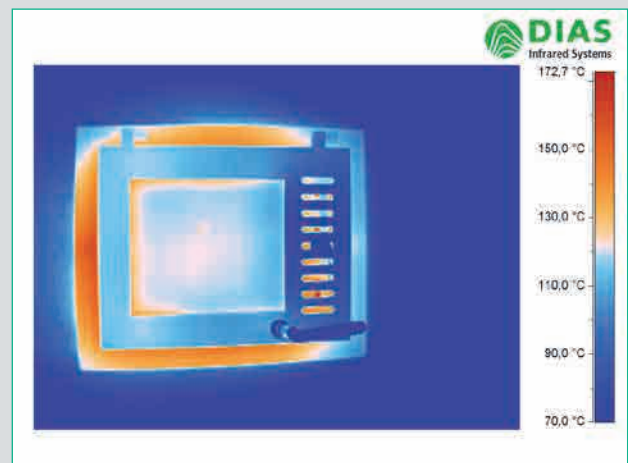 DIAS
Infrared Systems
172,7 °C
150,0 °C
130,0 °C
110,0 °C
90,0 °C
70,0 °C